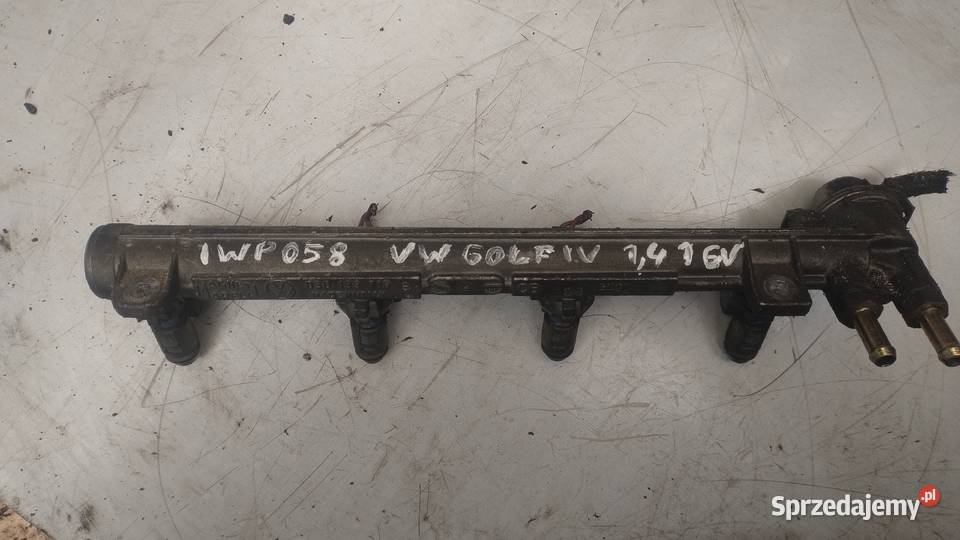 IWP058 VW GOLF IV 1,4 16V
Sprzedajemy.pl